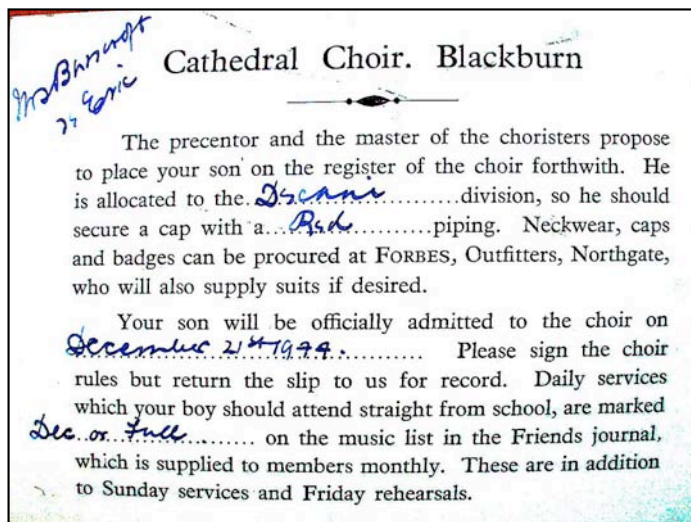 Mrs Banscroft
Eric
Cathedral Choir. Blackburn
The precentor and the master of the choristers propose
to place your son on the register of the choir forthwith. He
is allocated to the. Decani .........division, so he should
secure a cap with a... Red ..........piping. Neckwear, caps
and badges can be procured at FORBES, Outfitters, Northgate,
who will also supply suits if desired.
Your son will be officially admitted to the choir on
December 21st 1944. .......... Please sign the choir
rules but return the slip to us for record. Daily services
which your boy should attend straight from school, are marked
Dec. or Full ....... on the music list in the Friends journal,
which is supplied to members monthly. These are in addition
to Sunday services and Friday rehearsals.